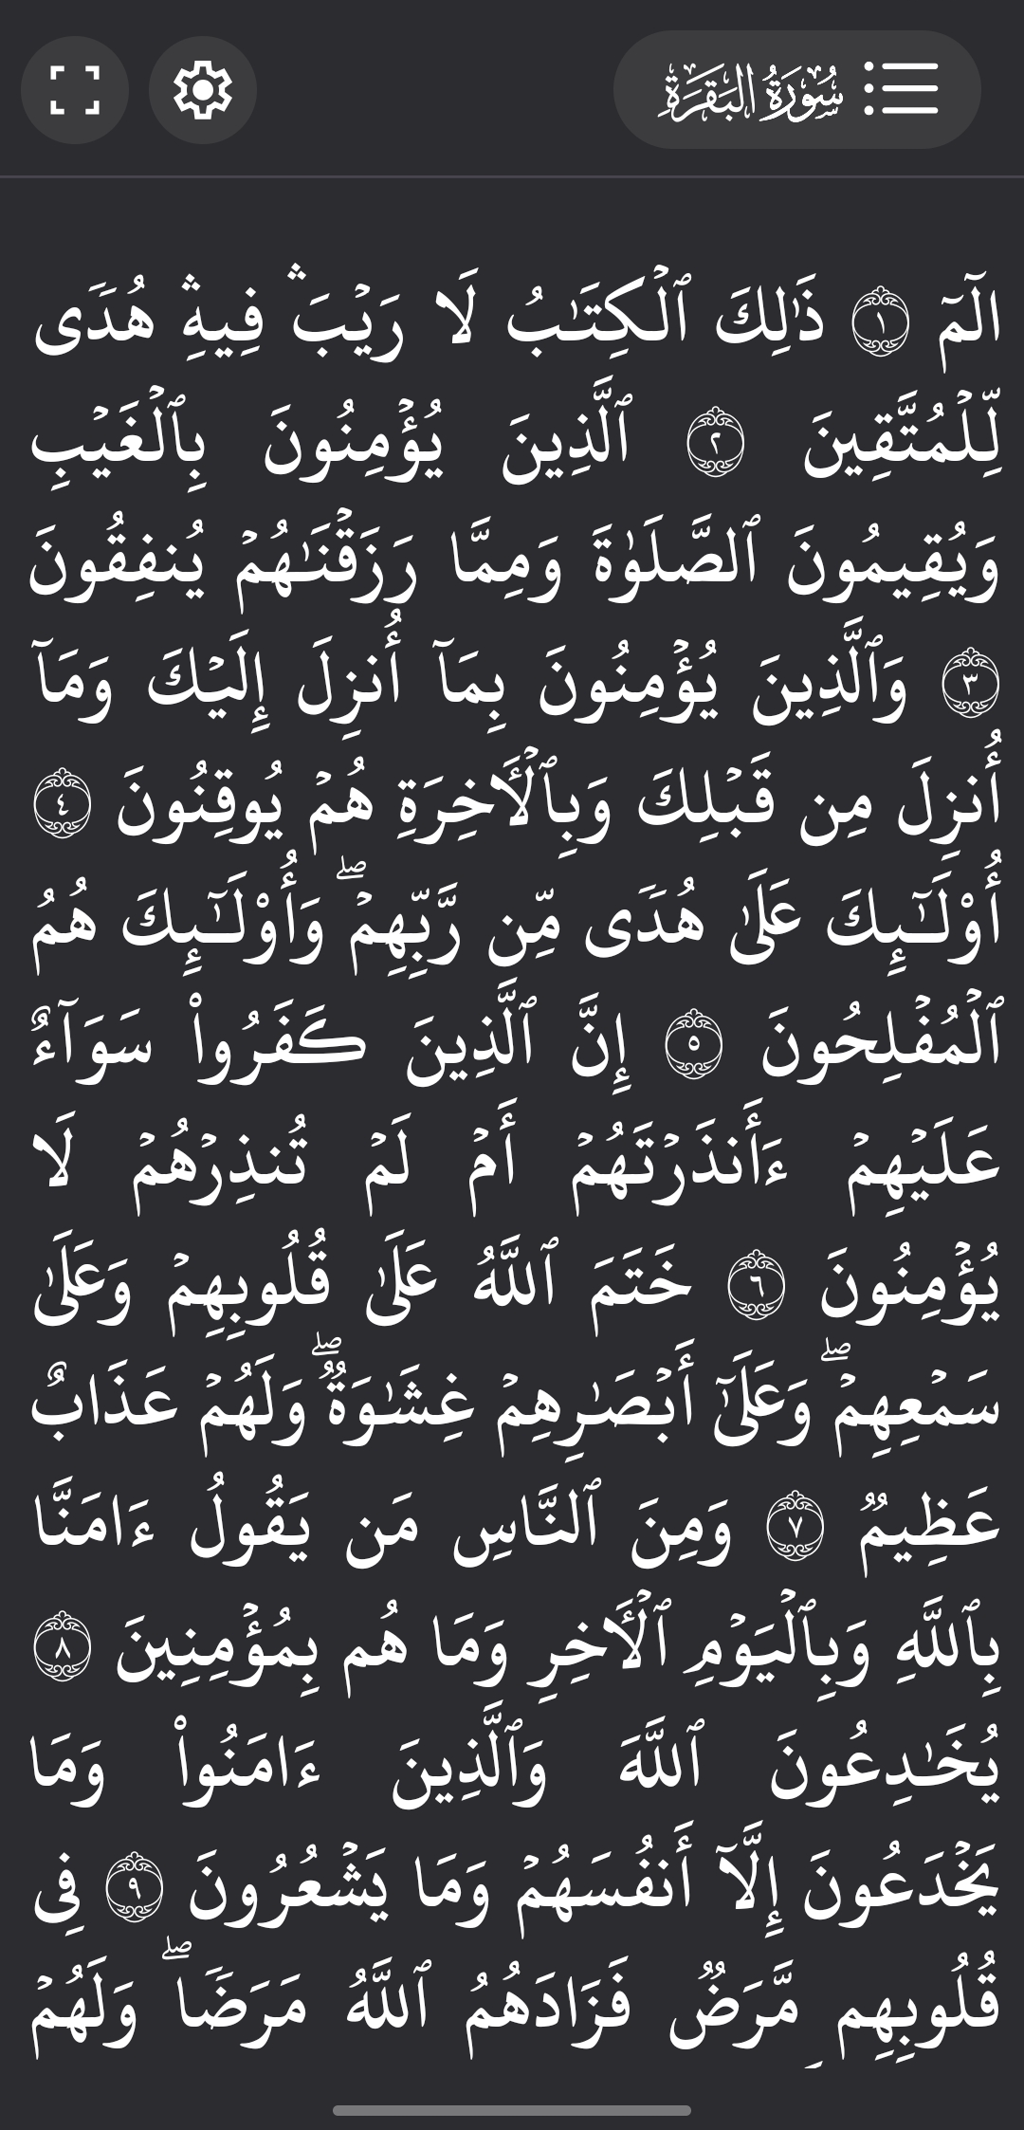 سُورَةُ البَقَرَةِ
الٓمٓ ١ ذَٰلِكَ ٱلۡكِتَٰبُ لَا رَيۡبَۛ فِيهِۛ هُدٗى
لِّلۡمُتَّقِينَ ٢ ٱلَّذِينَ يُؤۡمِنُونَ بِٱلۡغَيۡبِ
وَيُقِيمُونَ ٱلصَّلَوٰةَ وَمِمَّا رَزَقۡنَٰهُمۡ يُنفِقُونَ
٣ وَٱلَّذِينَ يُؤۡمِنُونَ بِمَآ أُنزِلَ إِلَيۡكَ وَمَآ
أُنزِلَ مِن قَبۡلِكَ وَبِٱلۡأٓخِرَةِ هُمۡ يُوقِنُونَ ٤
أُوْلَٰٓئِكَ عَلَىٰ هُدٗى مِّن رَّبِّهِمۡۖ وَأُوْلَٰٓئِكَ هُمُ
ٱلۡمُفۡلِحُونَ ٥ إِنَّ ٱلَّذِينَ كَفَرُواْ سَوَآءٌ
عَلَيۡهِمۡ ءَأَنذَرۡتَهُمۡ أَمۡ لَمۡ تُنذِرۡهُمۡ لَا
يُؤۡمِنُونَ ٦ خَتَمَ ٱللَّهُ عَلَىٰ قُلُوبِهِمۡ وَعَلَىٰ
سَمۡعِهِمۡۖ وَعَلَىٰٓ أَبۡصَٰرِهِمۡ غِشَٰوَةٞۖ وَلَهُمۡ عَذَابٌ
عَظِيمٞ ٧ وَمِنَ ٱلنَّاسِ مَن يَقُولُ ءَامَنَّا
بِٱللَّهِ وَبِٱلۡيَوۡمِ ٱلۡأٓخِرِ وَمَا هُم بِمُؤۡمِنِينَ ٨
يُخَٰدِعُونَ ٱللَّهَ وَٱلَّذِينَ ءَامَنُواْ وَمَا
يَخۡدَعُونَ إِلَّآ أَنفُسَهُمۡ وَمَا يَشۡعُرُونَ ٩ فِي
قُلُوبِهِم مَّرَضٞ فَزَادَهُمُ ٱللَّهُ مَرَضٗاۖ وَلَهُمۡ